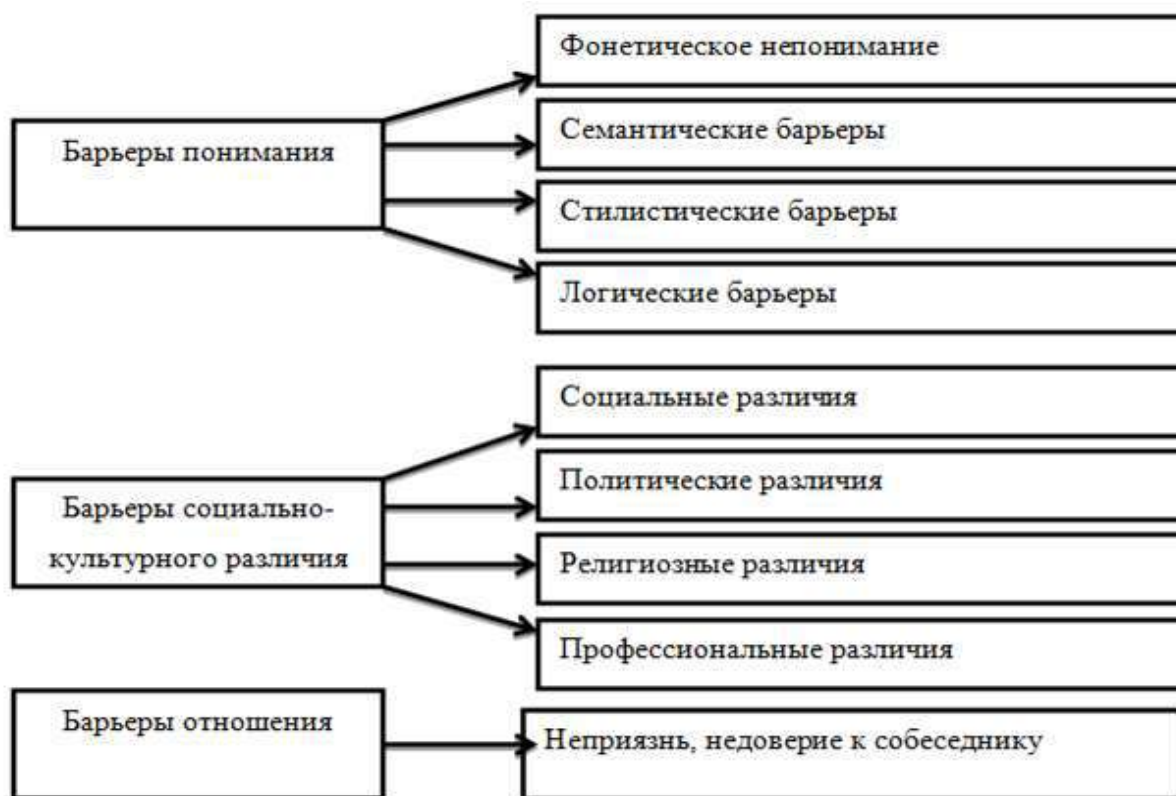 Фонетическое непонимание
Барьеры понимания
Семантические барьеры
Стилистические барьеры
Логические барьеры
Социальные различия
Барьеры социально-
культурного различия
Политические различия
Религиозные различия
Профессиональные различия
Барьеры отношения
Неприязнь, недоверие к собеседнику